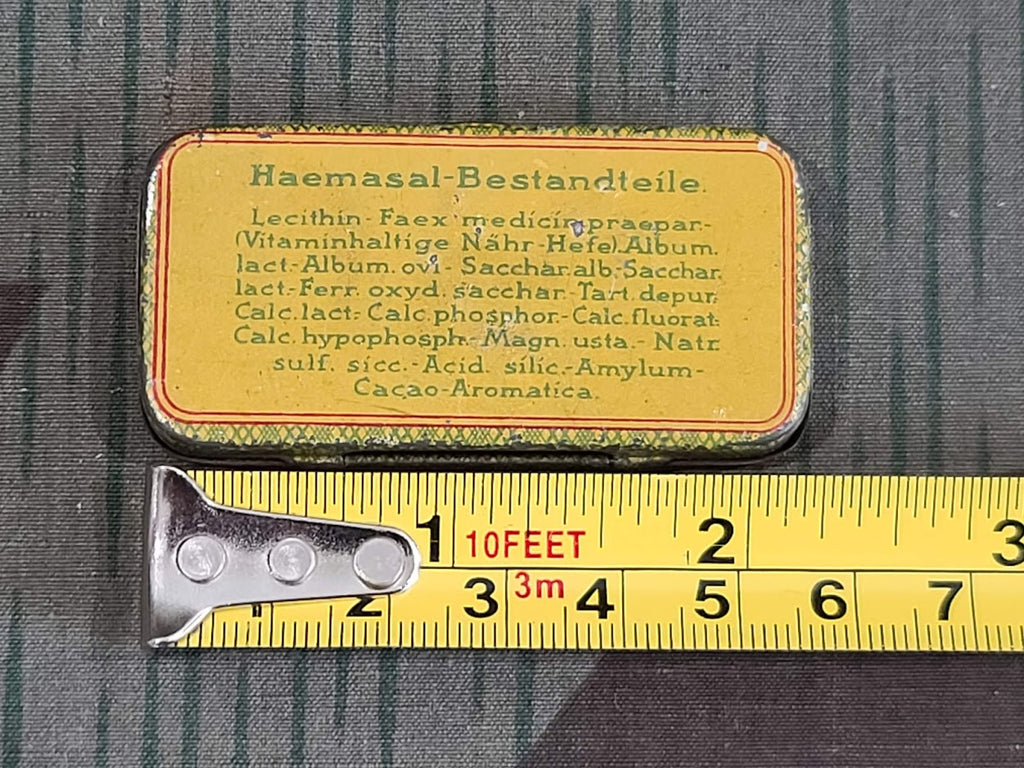 Haemasal-Bestandteile.
Lecithin-Faex medicin.praepar.-
(Vitaminhaltige Nähr-Hefe).Album.
lact.-Album. ovi- Sacchar.alb.-Sacchar.
lact.-Ferr. oxyd. sacchar.-Tart. depur.
Calc.lact.- Calc.phosphor.-Calc.fluorat.
Calc. hypophosph.-Magn. usta.- Natr.
sulf. sicc.-Acid. silic.-Amylum-
Cacao-Aromatica.
1 10FEET 2 3
1 2 3 3m 4 5 6 7